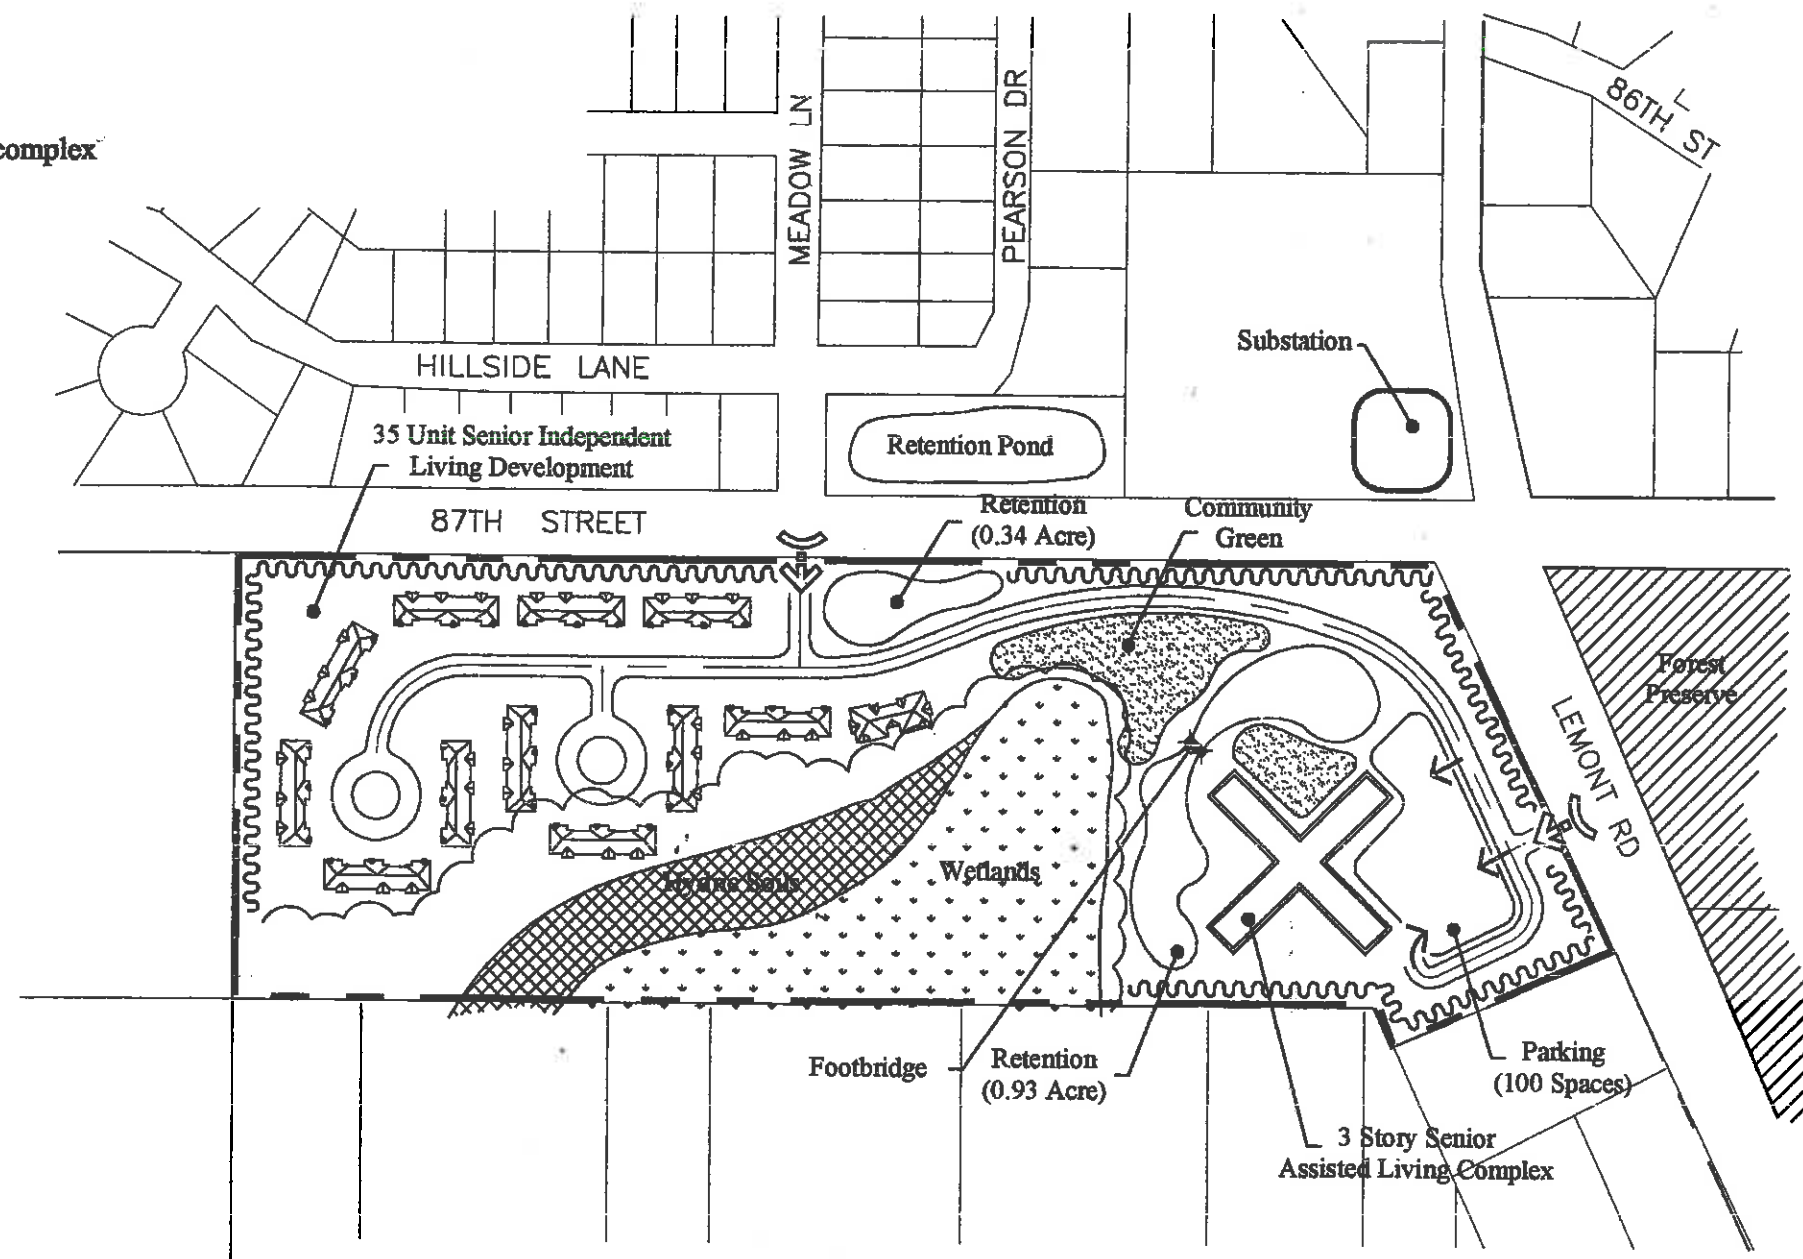 complex
MEADOW LN
PEARSON DR
86TH ST
L
Substation
HILLSIDE LANE
35 Unit Senior Independent
Living Development
Retention Pond
87TH STREET
Retention
(0.34 Acre)
Community
Green
Forest
Preserve
LEMONT RD
Hydric Soils
Wetlands
Footbridge
Retention
(0.93 Acre)
Parking
(100 Spaces)
3 Story Senior
Assisted Living Complex